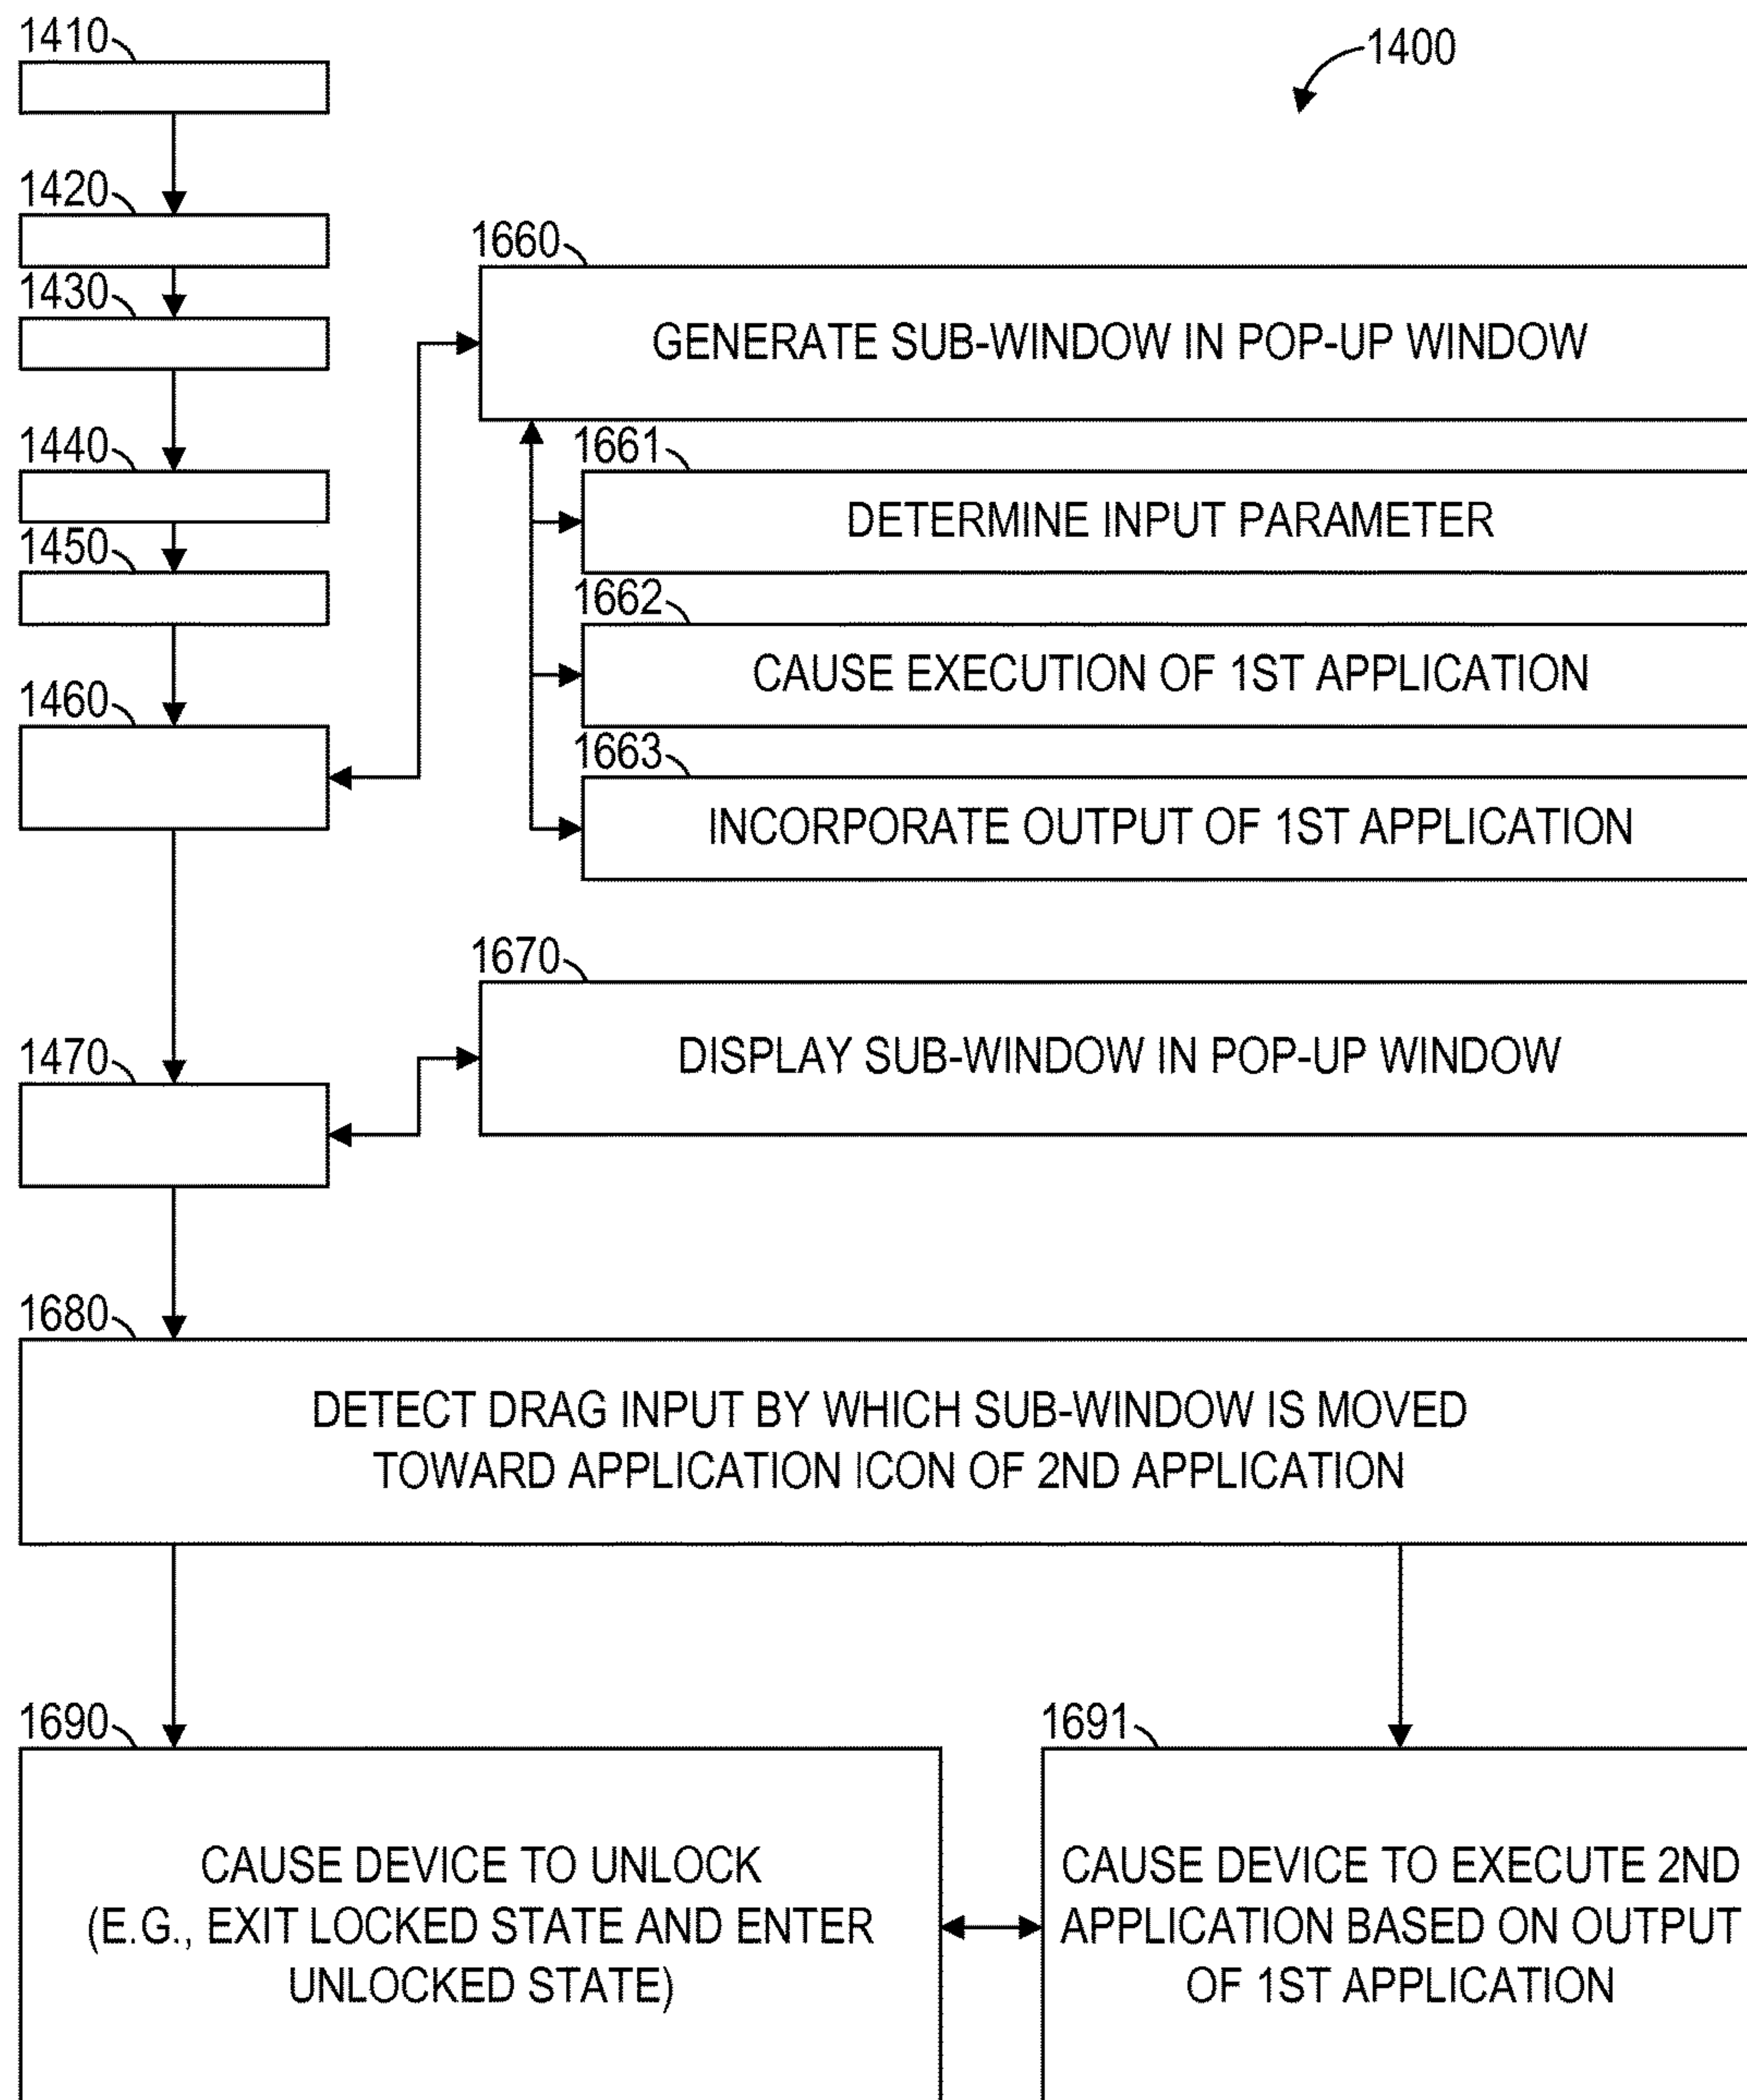 1410
1400
1420
1660
1430
GENERATE SUB-WINDOW IN POP-UP WINDOW
1440
1661
DETERMINE INPUT PARAMETER
1450
1662
CAUSE EXECUTION OF 1ST APPLICATION
1460
1663
INCORPORATE OUTPUT OF 1ST APPLICATION
1670
DISPLAY SUB-WINDOW IN POP-UP WINDOW
1470
1680
DETECT DRAG INPUT BY WHICH SUB-WINDOW IS MOVED
TOWARD APPLICATION ICON OF 2ND APPLICATION
1690
CAUSE DEVICE TO UNLOCK
(E.G., EXIT LOCKED STATE AND ENTER
UNLOCKED STATE)
1691
CAUSE DEVICE TO EXECUTE 2ND
APPLICATION BASED ON OUTPUT
OF 1ST APPLICATION